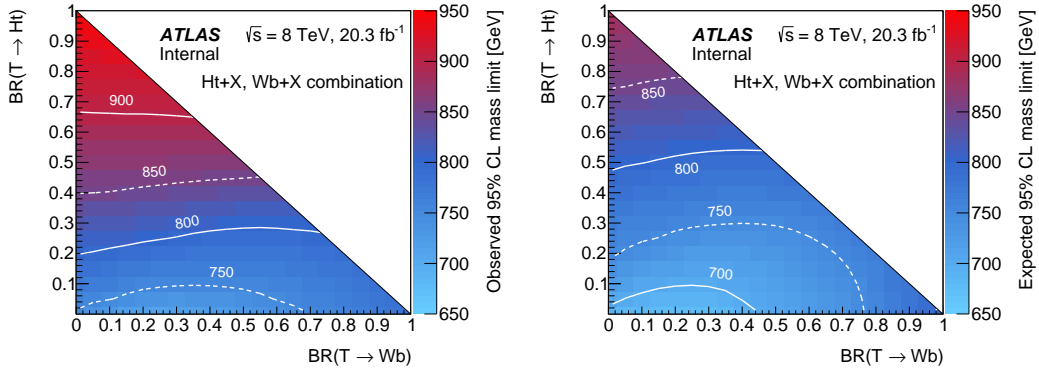 ATLAS
Internal
√s = 8 TeV, 20.3 fb⁻¹
Ht+X, Wb+X combination
900
850
800
750
BR(T → Ht)
1
0.9
0.8
0.7
0.6
0.5
0.4
0.3
0.2
0.1
0 0.1 0.2 0.3 0.4 0.5 0.6 0.7 0.8 0.9 1
BR(T → Wb)
950
900
850
800
750
700
650
Observed 95% CL mass limit [GeV]
ATLAS
Internal
√s = 8 TeV, 20.3 fb⁻¹
Ht+X, Wb+X combination
850
800
750
700
BR(T → Ht)
1
0.9
0.8
0.7
0.6
0.5
0.4
0.3
0.2
0.1
0 0.1 0.2 0.3 0.4 0.5 0.6 0.7 0.8 0.9 1
BR(T → Wb)
950
900
850
800
750
700
650
Expected 95% CL mass limit [GeV]